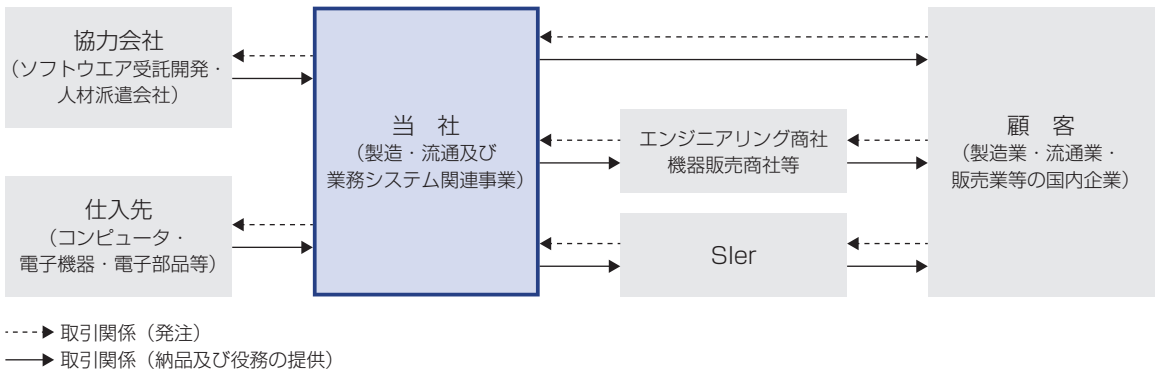 協力会社
（ソフトウエア受託開発・
人材派遣会社）
仕入先
（コンピュータ・
電子機器・電子部品等）
当　社
（製造・流通及び
業務システム関連事業）
エンジニアリング商社
機器販売商社等
SIer
顧　客
（製造業・流通業・
販売業等の国内企業）
取引関係（発注）
取引関係（納品及び役務の提供）